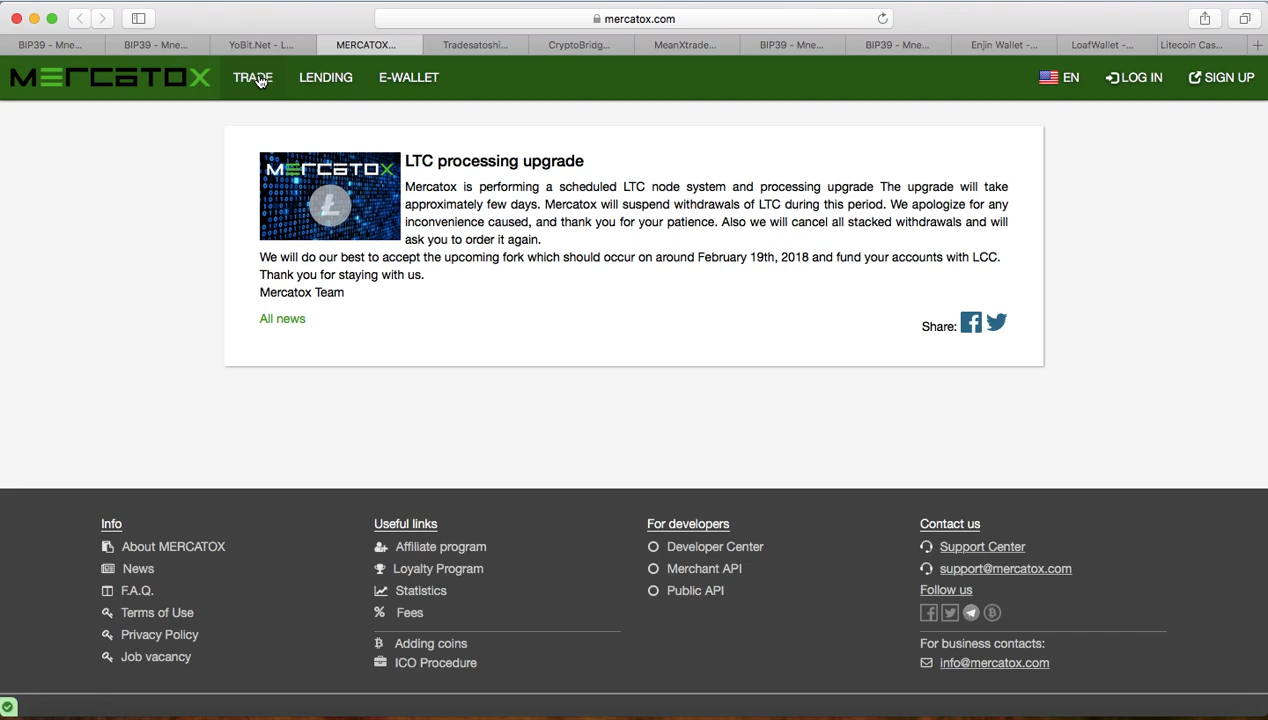 mercatox.com
BIP39 - Mne...
BIP39 - Mne...
YoBit.Net - L...
MERCATOX...
Tradesatoshi...
CryptoBridg...
MeanXtrade...
BIP39 - Mne...
BIP39 - Mne...
Enjin Wallet -...
LoafWallet -...
Litecoin Cas...
MERCATOX
TRADE
LENDING
E-WALLET
EN
LOG IN
SIGN UP
MERCATOX
LTC processing upgrade
Mercatox is performing a scheduled LTC node system and processing upgrade The upgrade will take
approximately few days. Mercatox will suspend withdrawals of LTC during this period. We apologize for any
inconvenience caused, and thank you for your patience. Also we will cancel all stacked withdrawals and will
ask you to order it again.
We will do our best to accept the upcoming fork which should occur on around February 19th, 2018 and fund your accounts with LCC.
Thank you for staying with us.
Mercatox Team
All news
Share:
Info
About MERCATOX
News
F.A.Q.
Terms of Use
Privacy Policy
Job vacancy
Useful links
Affiliate program
Loyalty Program
Statistics
Fees
Adding coins
ICO Procedure
For developers
Developer Center
Merchant API
Public API
Contact us
Support Center
support@mercatox.com
Follow us
For business contacts:
info@mercatox.com